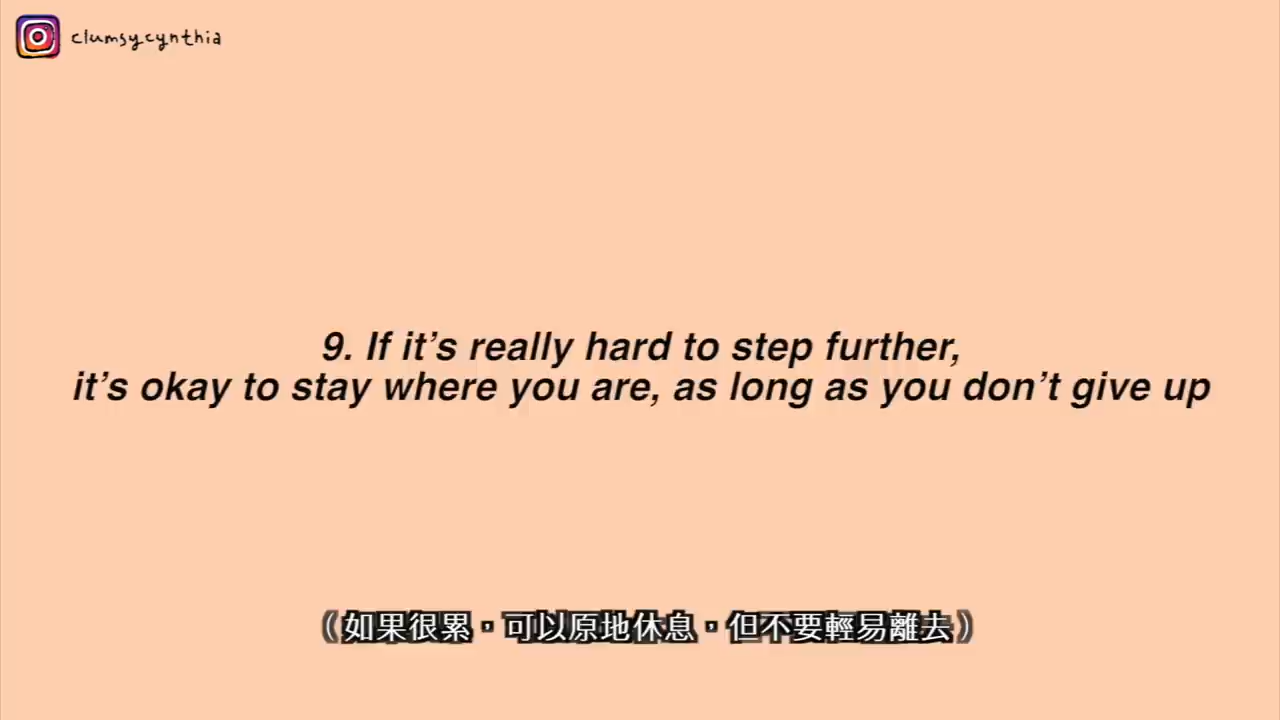 clumsycynthia
9. If it’s really hard to step further,
it’s okay to stay where you are, as long as you don’t give up
（如果很累，可以原地休息，但不要輕易離去）